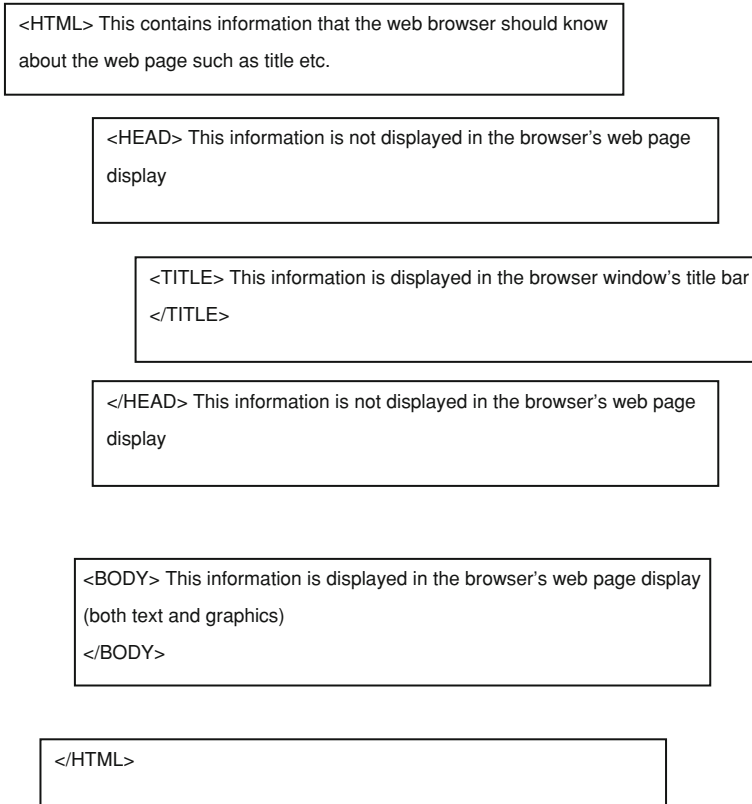 <HTML> This contains information that the web browser should know
about the web page such as title etc.
<HEAD> This information is not displayed in the browser's web page
display
<TITLE> This information is displayed in the browser window's title bar
</TITLE>
</HEAD> This information is not displayed in the browser's web page
display
<BODY> This information is displayed in the browser's web page display
(both text and graphics)
</BODY>
</HTML>